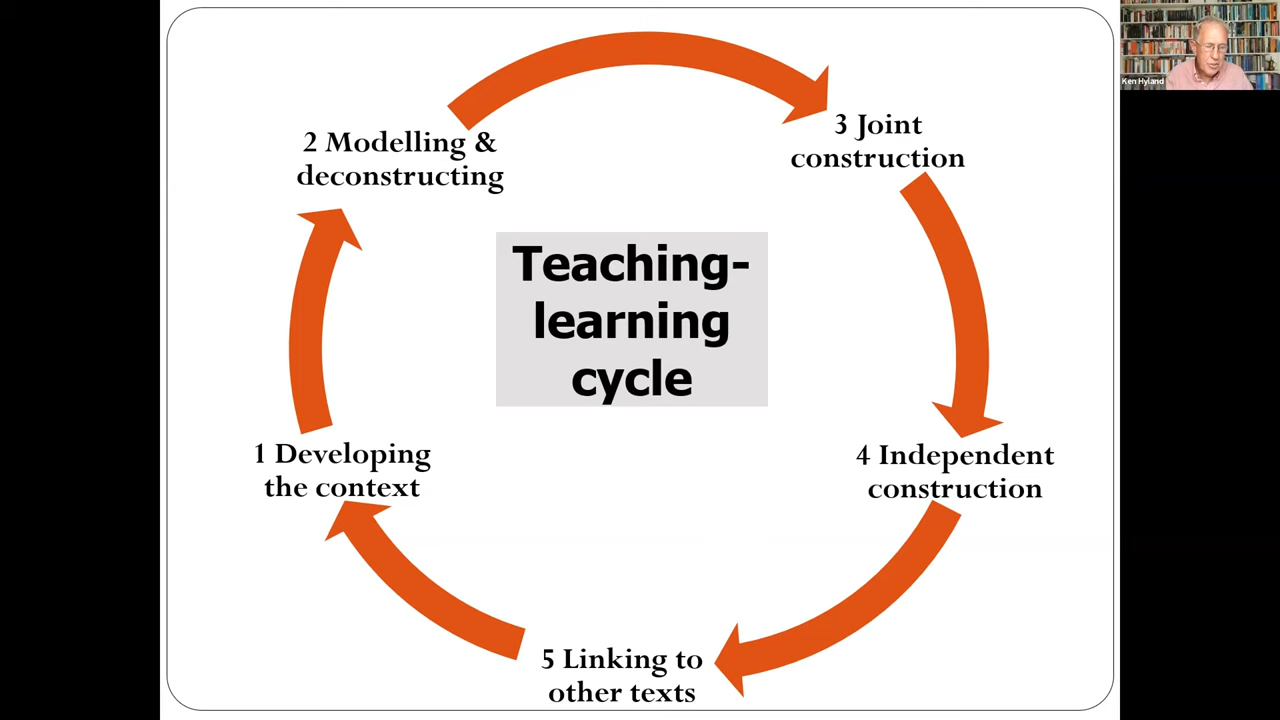 Ken Hyland
2 Modelling &
deconstructing
3 Joint
construction
Teaching-
learning
cycle
1 Developing
the context
4 Independent
construction
5 Linking to
other texts